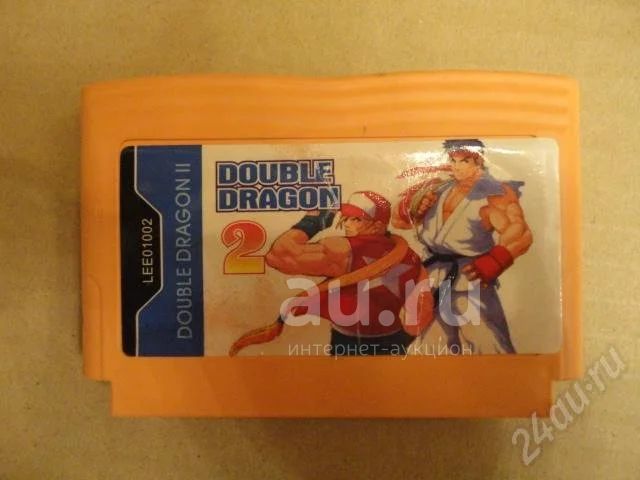 DOUBLE DRAGON II
LEE01002
DOUBLE
DRAGON
2
au.ru
интернет-аукцион
24au.ru